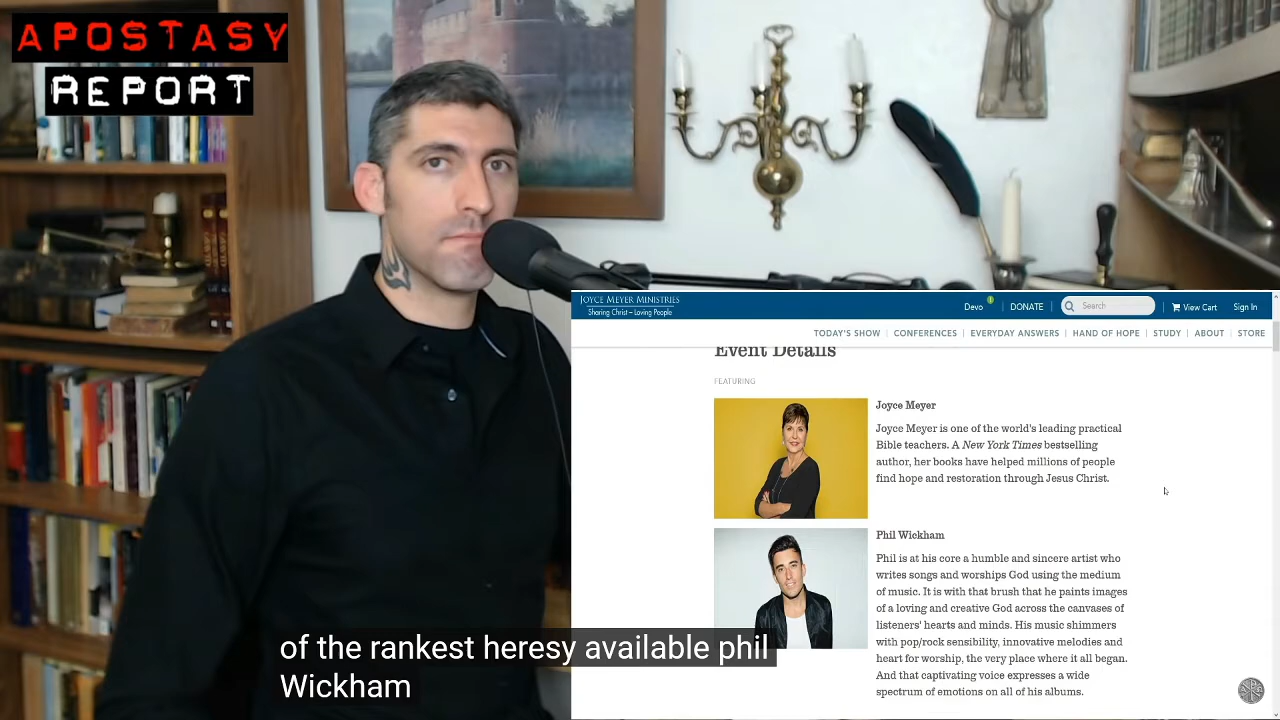 APOSTASY
REPORT
JOYCE MEYER MINISTRIES
Sharing Christ – Loving People
Devo
DONATE
Search
View Cart
Sign In
TODAY'S SHOW
CONFERENCES
EVERYDAY ANSWERS
HAND OF HOPE
STUDY
ABOUT
STORE
Event Details
FEATURING
Joyce Meyer
Joyce Meyer is one of the world's leading practical
Bible teachers. A New York Times bestselling
author, her books have helped millions of people
find hope and restoration through Jesus Christ.
Phil Wickham
Phil is at his core a humble and sincere artist who
writes songs and worships God using the medium
of music. It is with that brush that he paints images
of a loving and creative God across the canvases of
listeners' hearts and minds. His music shimmers
with pop/rock sensibility, innovative melodies and
heart for worship, the very place where it all began.
And that captivating voice expresses a wide
spectrum of emotions on all of his albums.
of the rankest heresy available phil
Wickham